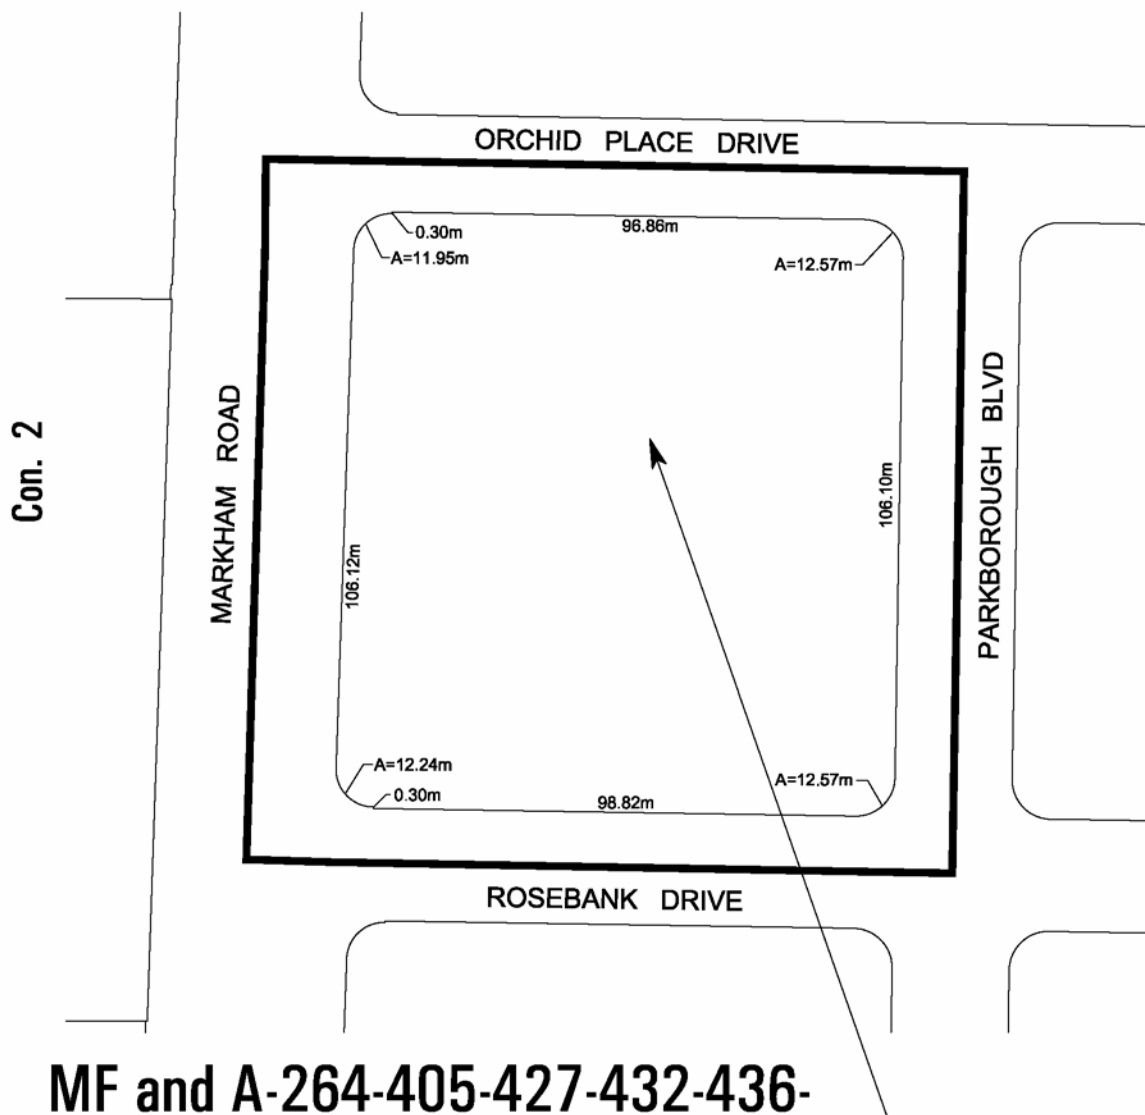 ORCHID PLACE DRIVE
0.30m
96.86m
A=11.95m
A=12.57m
MARKHAM ROAD
PARKBOROUGH BLVD
Con. 2
106.10m
106.12m
A=12.24m
A=12.57m
0.30m
98.82m
ROSEBANK DRIVE
MF and A-264-405-427-432-436-